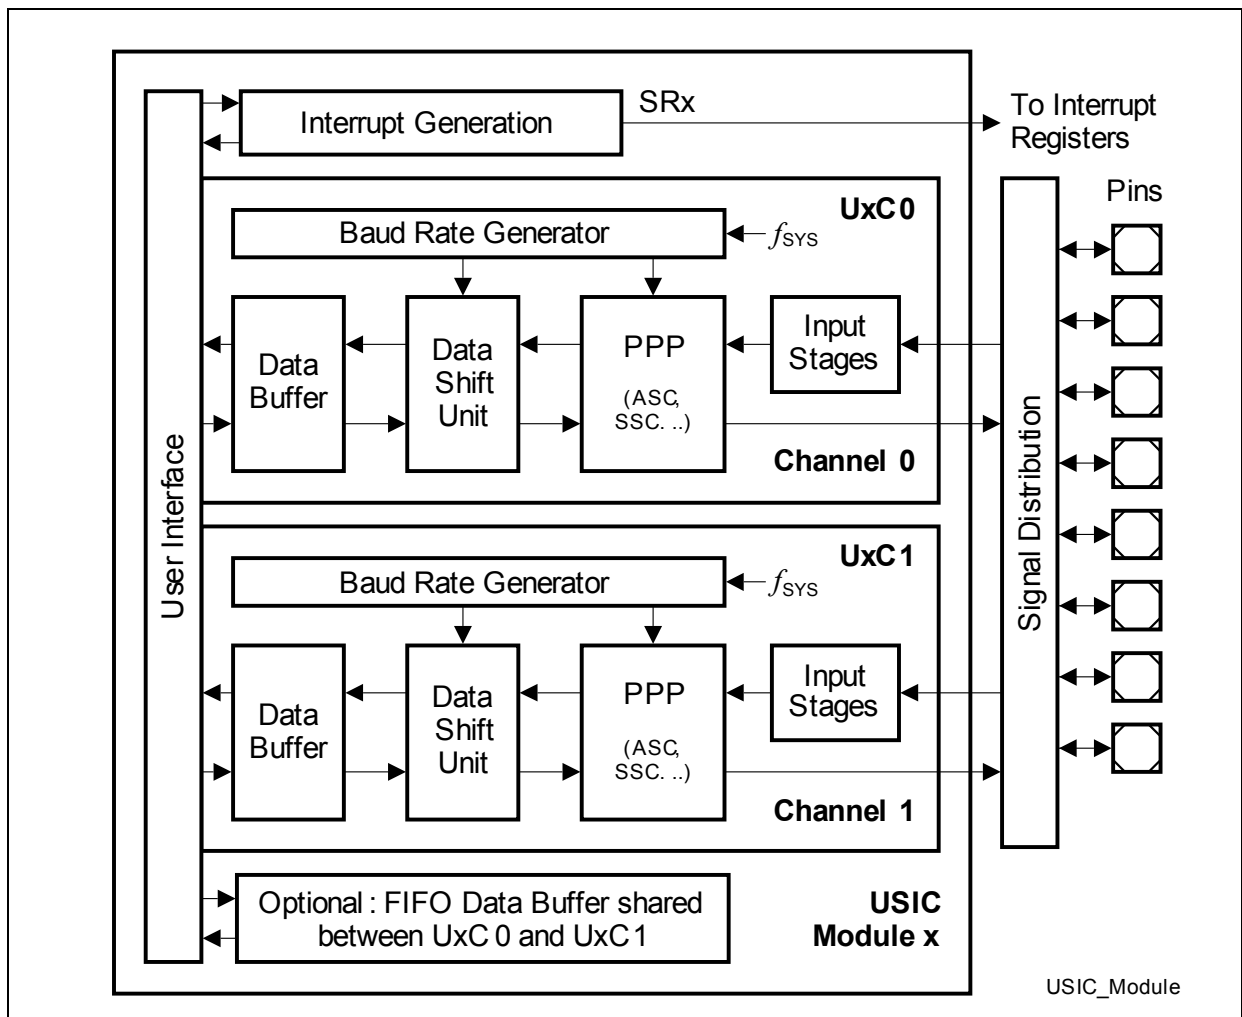 Interrupt Generation
SRx
To Interrupt
Registers
User Interface
UxC0
Baud Rate Generator
fSYS
Data
Buffer
Data
Shift
Unit
PPP
(ASC,
SSC. ..)
Input
Stages
Channel 0
UxC1
Baud Rate Generator
fSYS
Data
Buffer
Data
Shift
Unit
PPP
(ASC,
SSC. ..)
Input
Stages
Channel 1
Optional : FIFO Data Buffer shared
between UxC0 and UxC1
USIC
Module x
Signal Distribution
Pins
USIC_Module